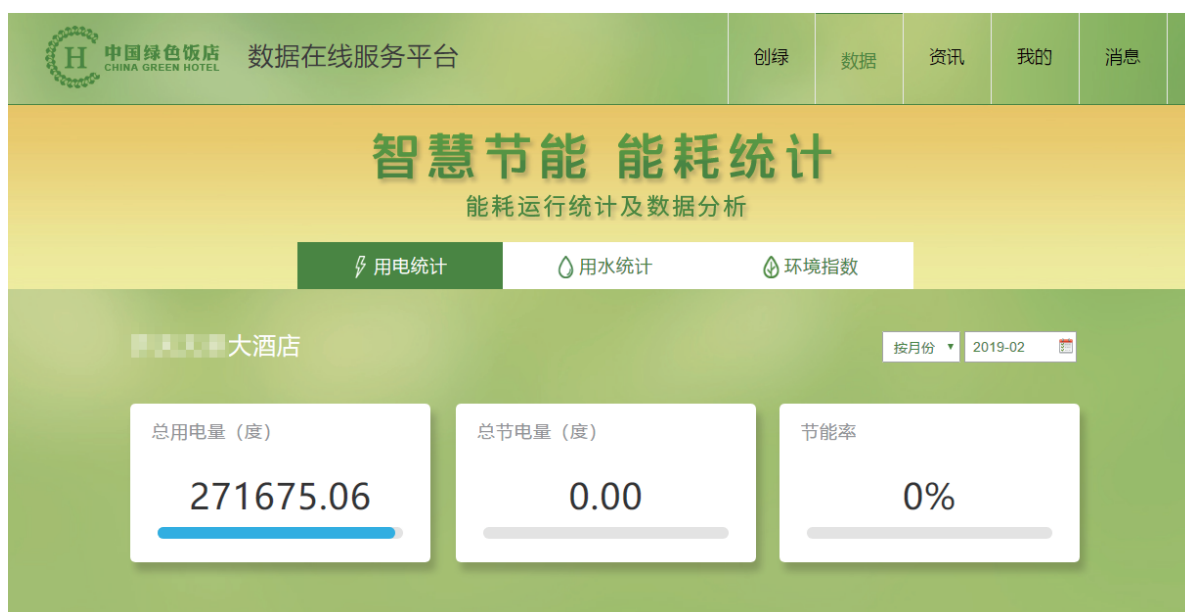 中国绿色饭店
CHINA GREEN HOTEL
数据在线服务平台
创绿
数据
资讯
我的
消息
智慧节能 能耗统计
能耗运行统计及数据分析
用电统计
用水统计
环境指数
大酒店
按月份
2019-02
总用电量（度）
总节电量（度）
节能率
271675.06
0.00
0%